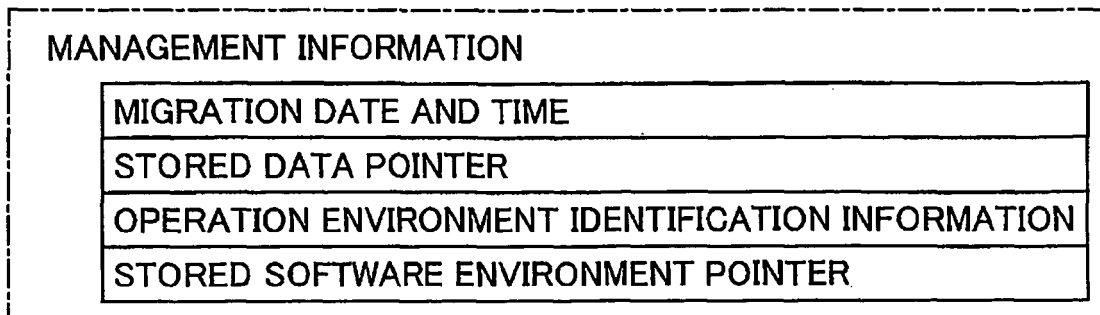 MANAGEMENT INFORMATION
MIGRATION DATE AND TIME
STORED DATA POINTER
OPERATION ENVIRONMENT IDENTIFICATION INFORMATION
STORED SOFTWARE ENVIRONMENT POINTER